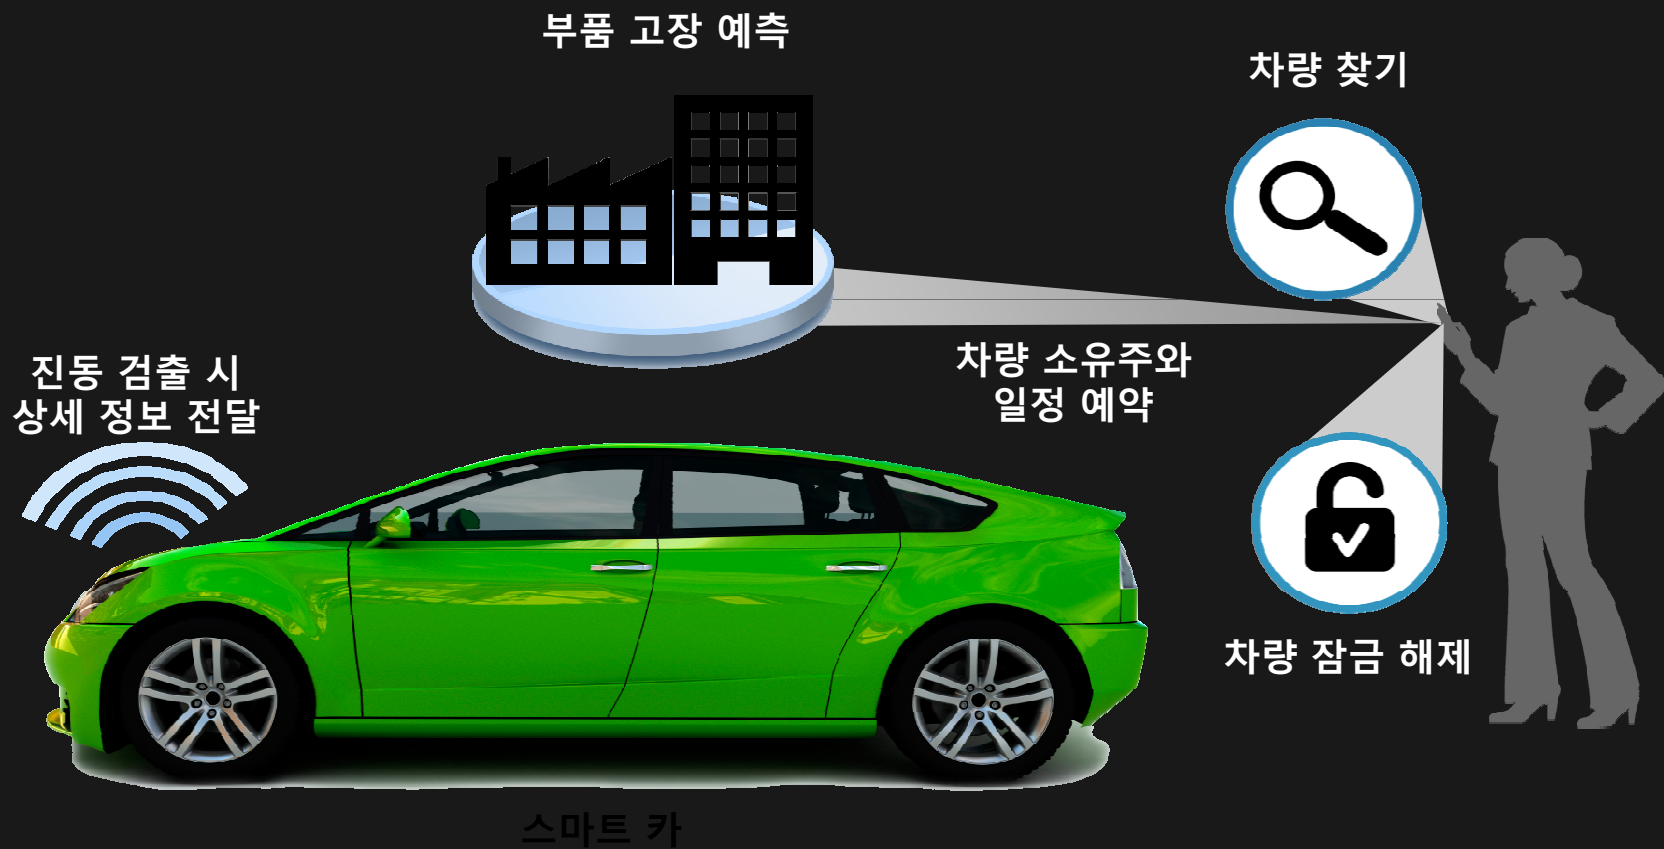 부품 고장 예측
차량 찾기
차량 소유주와
일정 예약
진동 검출 시
상세 정보 전달
차량 잠금 해제
스마트 카